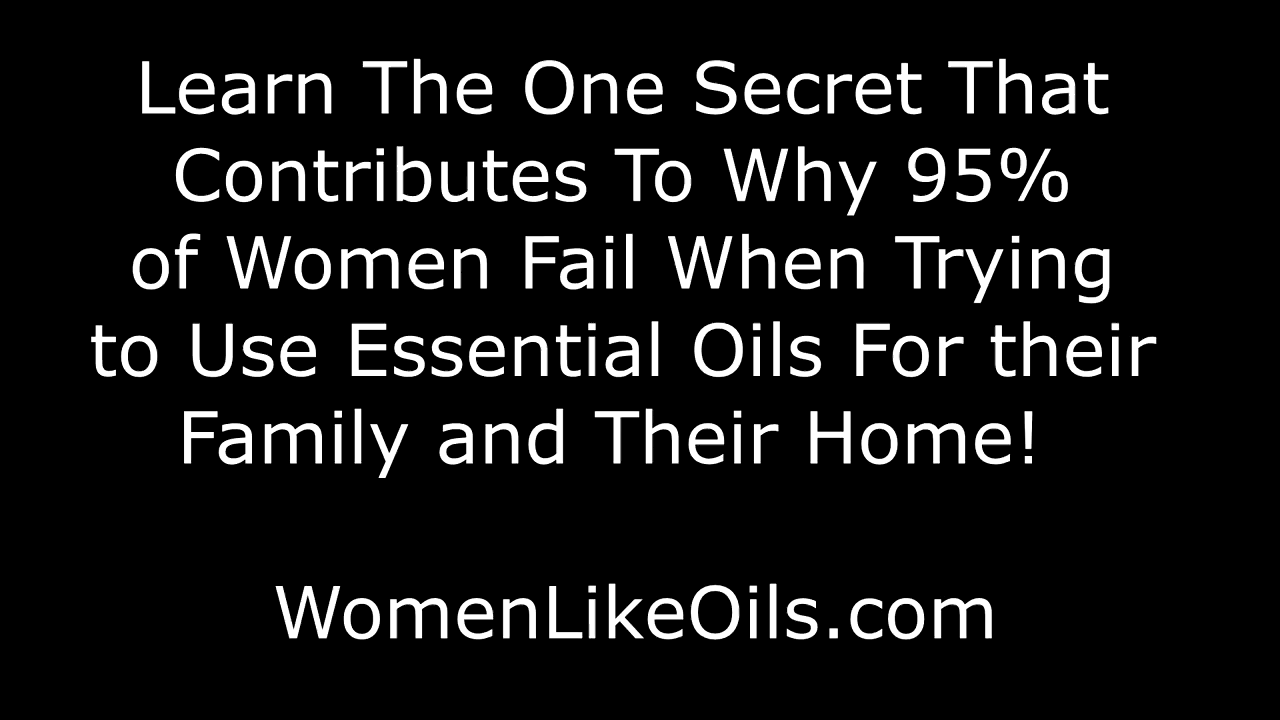 Learn The One Secret That
Contributes To Why 95%
of Women Fail When Trying
to Use Essential Oils For their
Family and Their Home!
WomenLikeOils.com